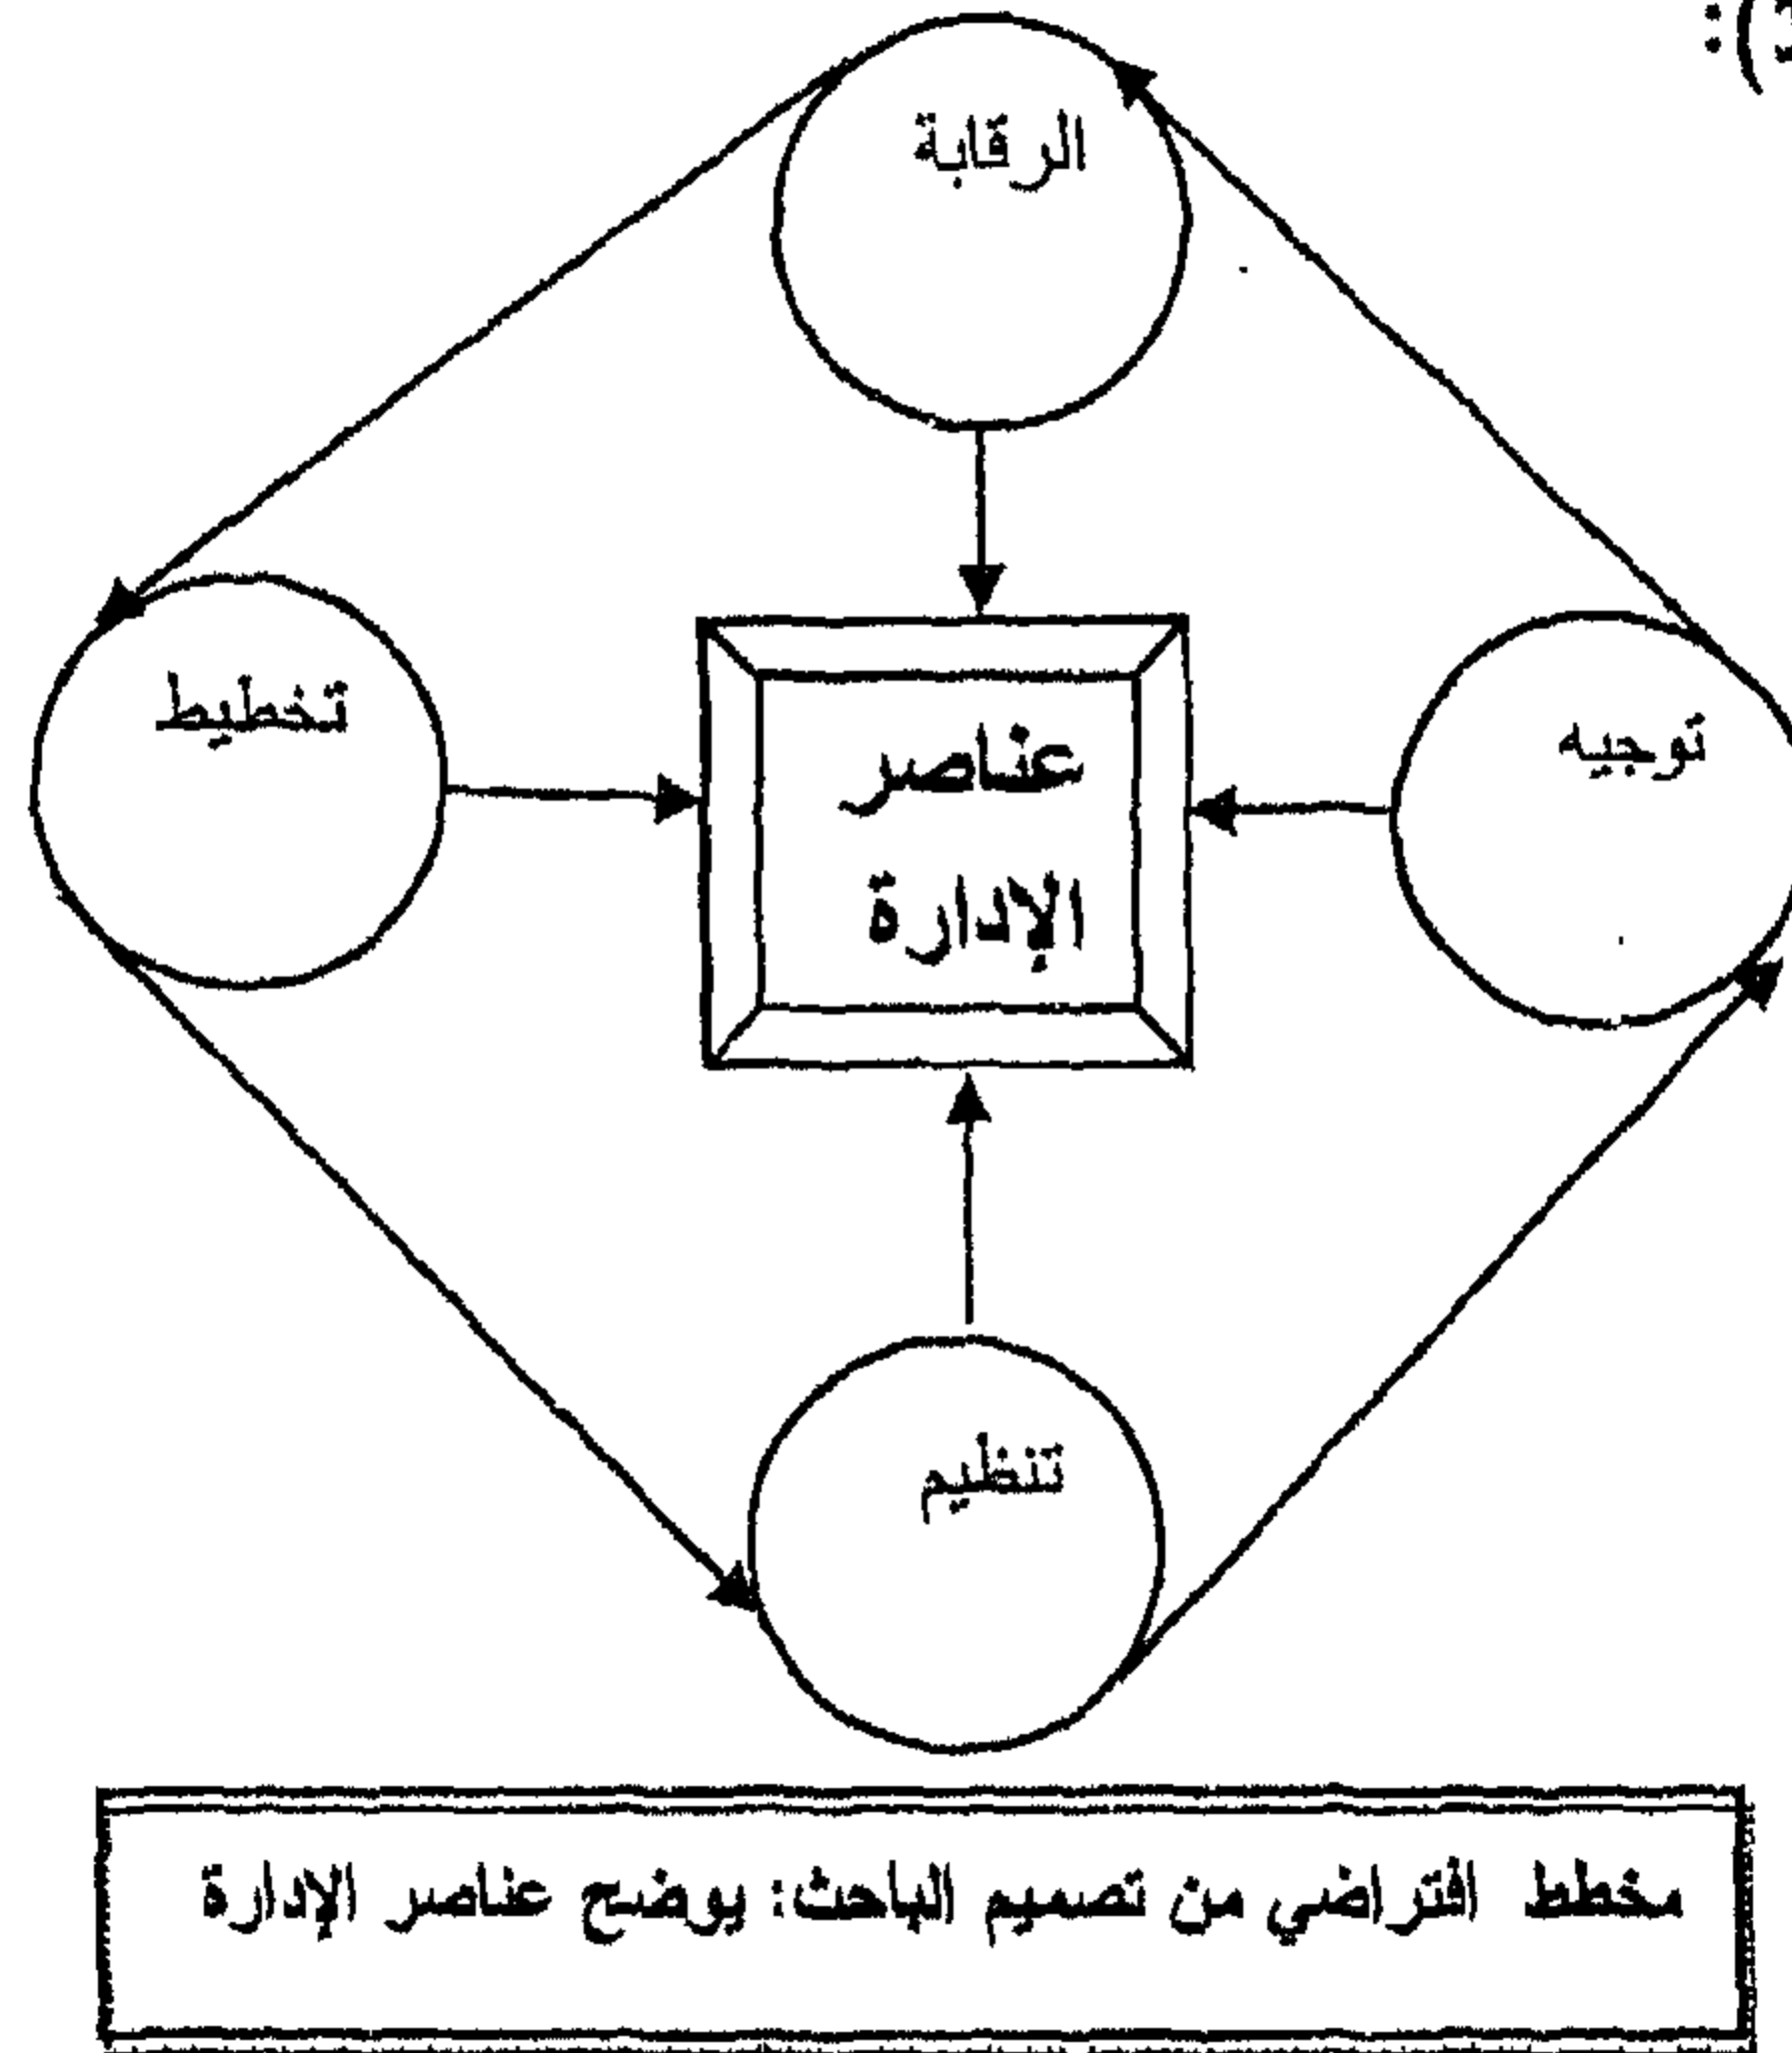 الرقابة
تخطيط
عناصر
الإدارة
توجيه
تنظيم
مخطط افتراضي من تصميم الباحث: يوضح عناصر الإدارة